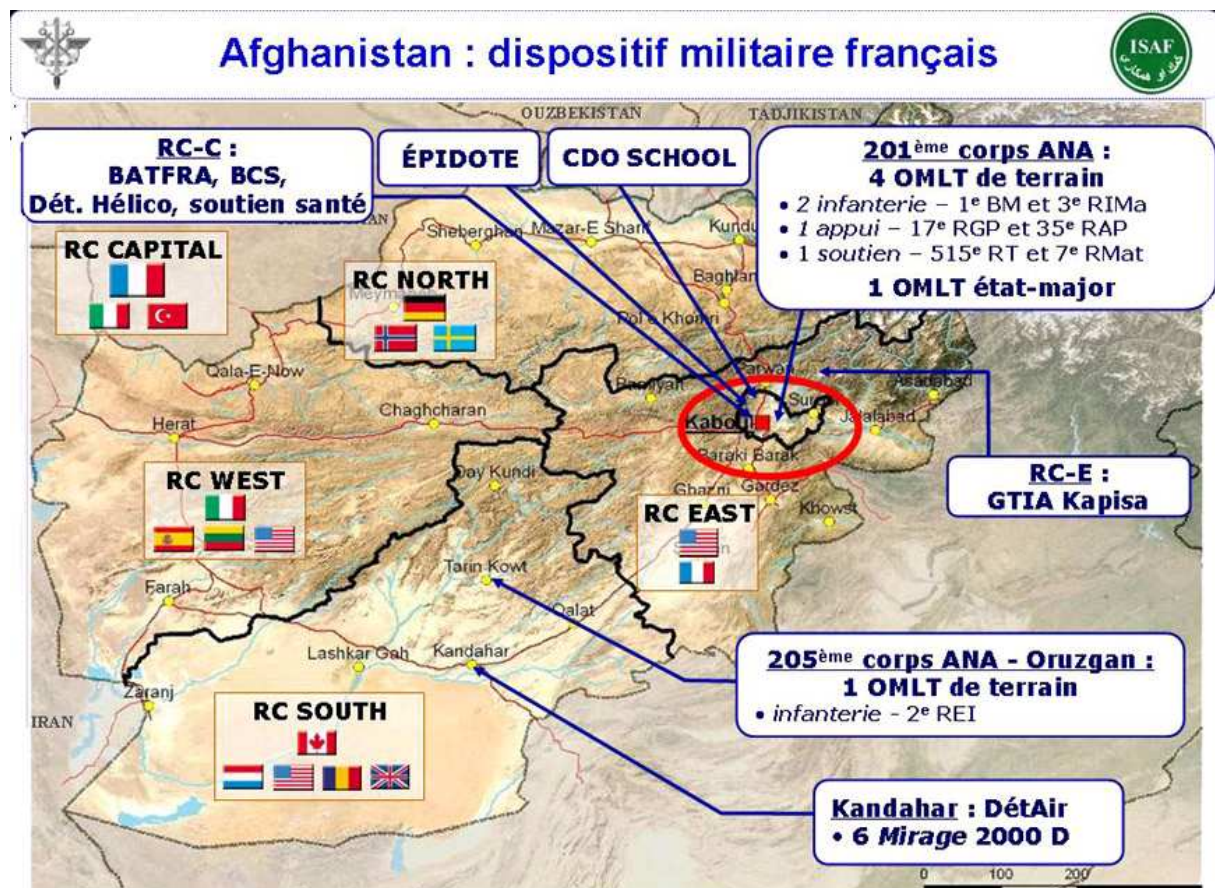 Afghanistan : dispositif militaire français
ISAF
کمک او همکاری
OUZBEKISTAN
TADJIKISTAN
RC-C :
BATFRA, BCS,
Dét. Hélico, soutien santé
ÉPIDOTE
CDO SCHOOL
201ème corps ANA :
4 OMLT de terrain
• 2 infanterie – 1e BM et 3e RIMa
• 1 appui – 17e RGP et 35e RAP
• 1 soutien – 515e RT et 7e RMat
1 OMLT état-major
Sheberghan
Mazar-E Sharif
RC CAPITAL
RC NORTH
Baghlan
Pol e Khomri
Qala-E-Now
Parwan
Bamiyan
Asadabad
Chaghcharan
Herat
Kaboul
Jalalabad
Baraki Barak
RC WEST
Day Kundi
Ghazni
Gardez
RC-E :
GTIA Kapisa
RC EAST
Khowst
Tarin Kowt
Farah
Qalat
Lashkar Gah
Kandahar
205ème corps ANA - Oruzgan :
1 OMLT de terrain
• infanterie - 2e REI
Zaranj
IRAN
RC SOUTH
Kandahar : DétAir
• 6 Mirage 2000 D
0 100 200